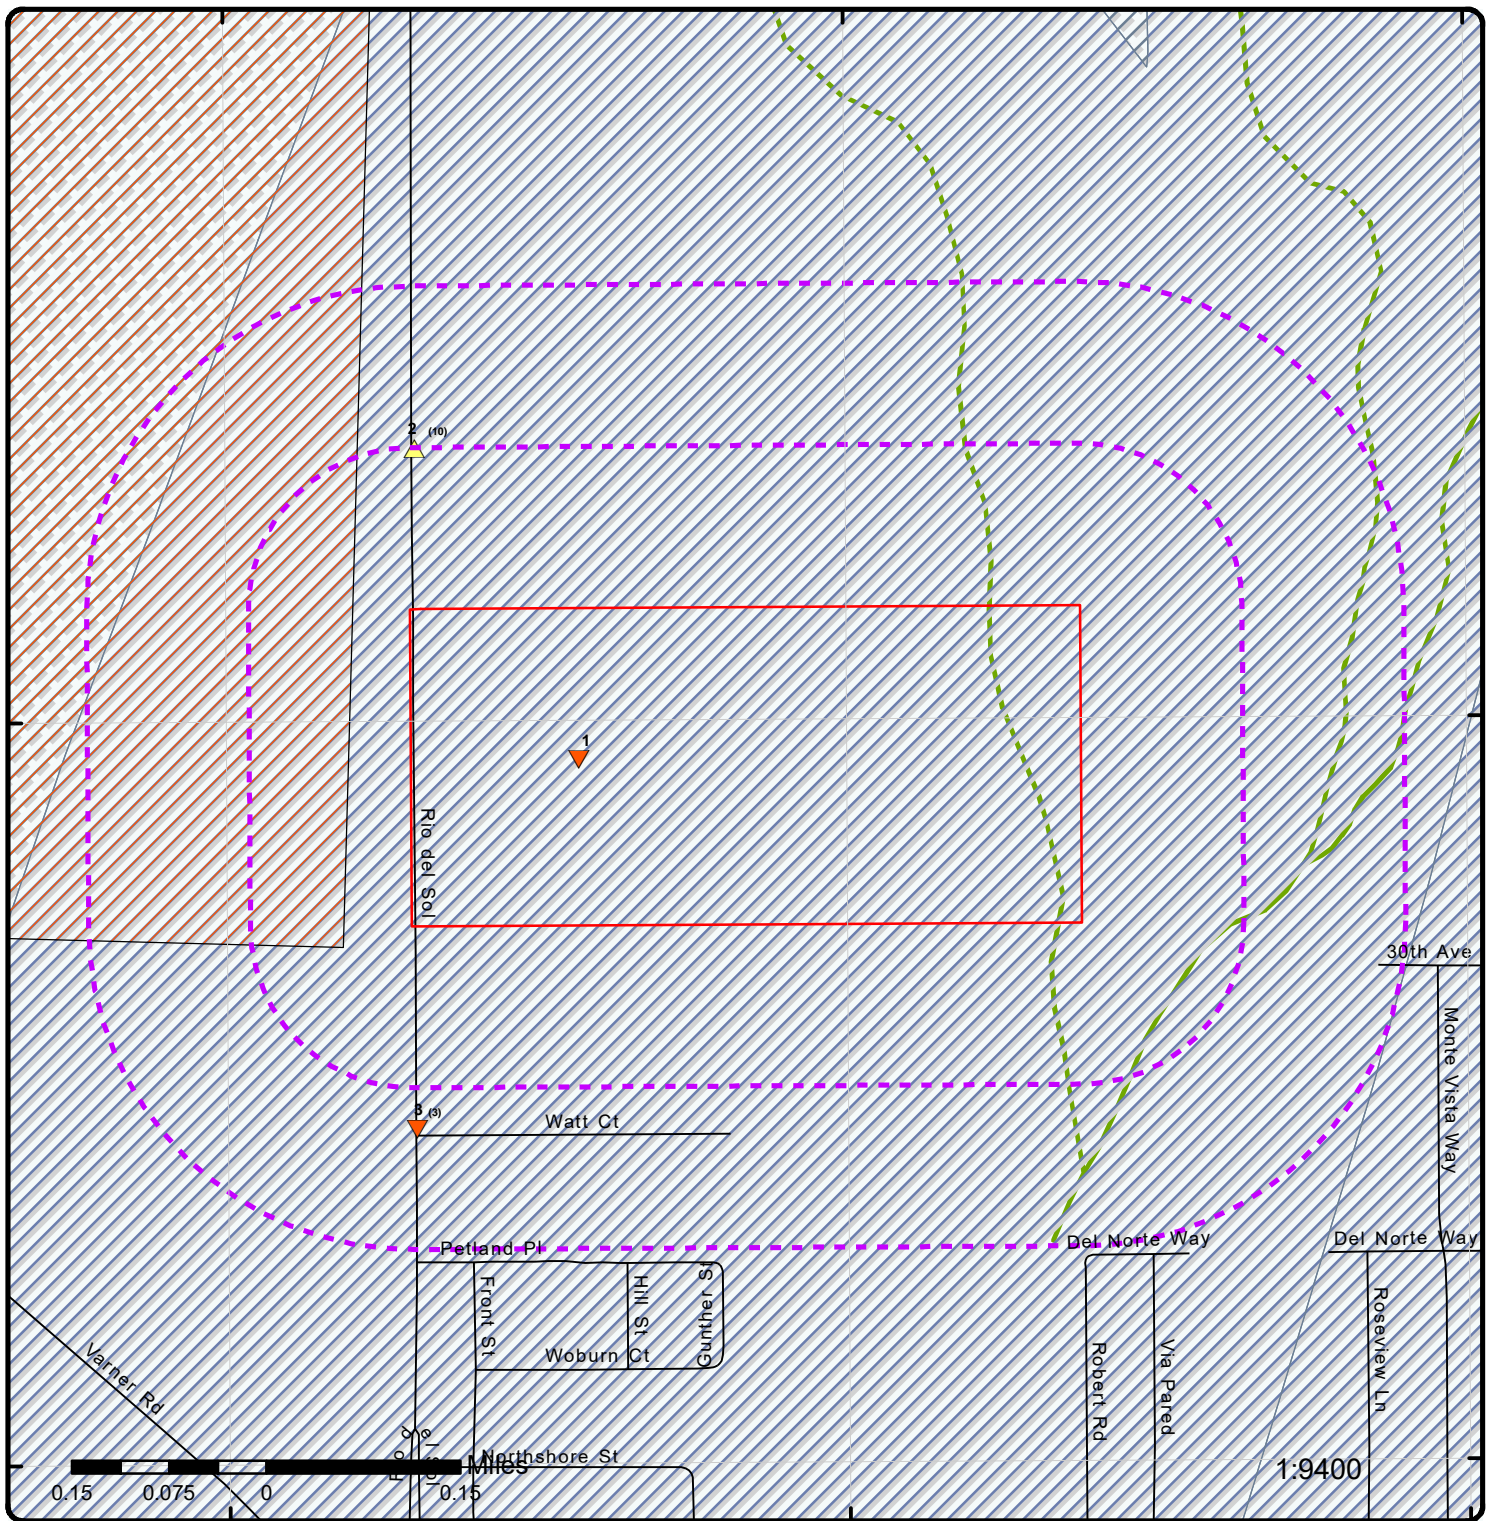 2 (10)
1
Rio del Sol
30th Ave
Monte Vista Way
3 (3)
Watt Ct
Petland Pl
Del Norte Way
Del Norte Way
Front St
Hill St
Gunther St
Roseview Ln
Woburn Ct
Robert Rd
Via Pared
Varner Rd
Northshore St
Miles
1:9400
0.15 0.075 0 0.15